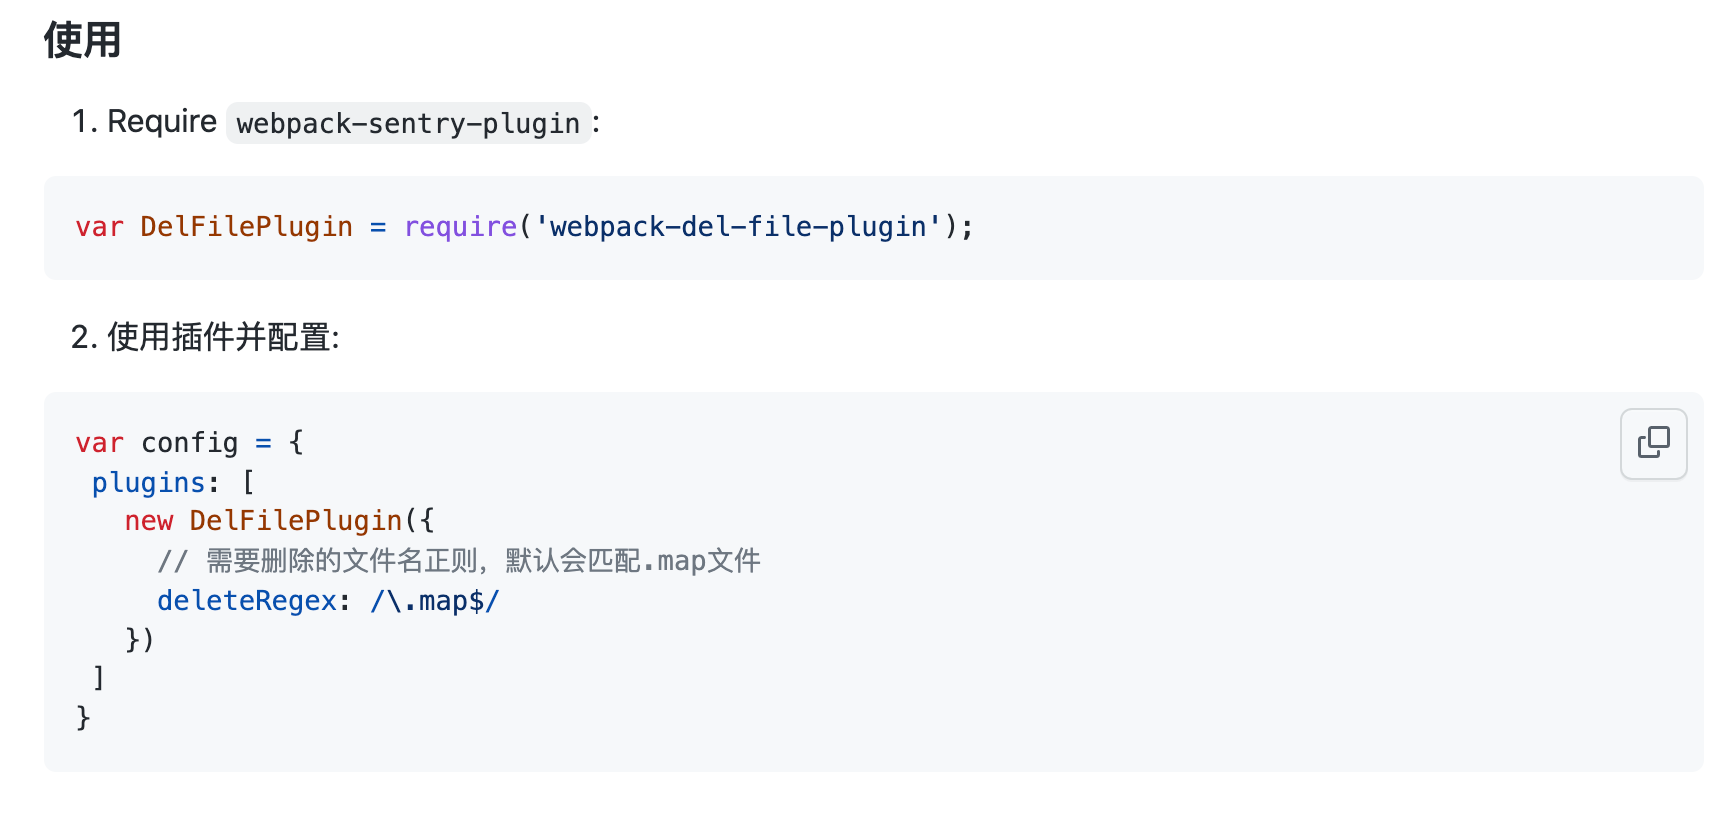 使用
1. Require webpack-sentry-plugin:
var DelFilePlugin = require('webpack-del-file-plugin');
2. 使用插件并配置:
var config = {
 plugins: [
   new DelFilePlugin({
     // 需要删除的文件名正则，默认会匹配.map文件
     deleteRegex: /\.map$/
   })
 ]
}